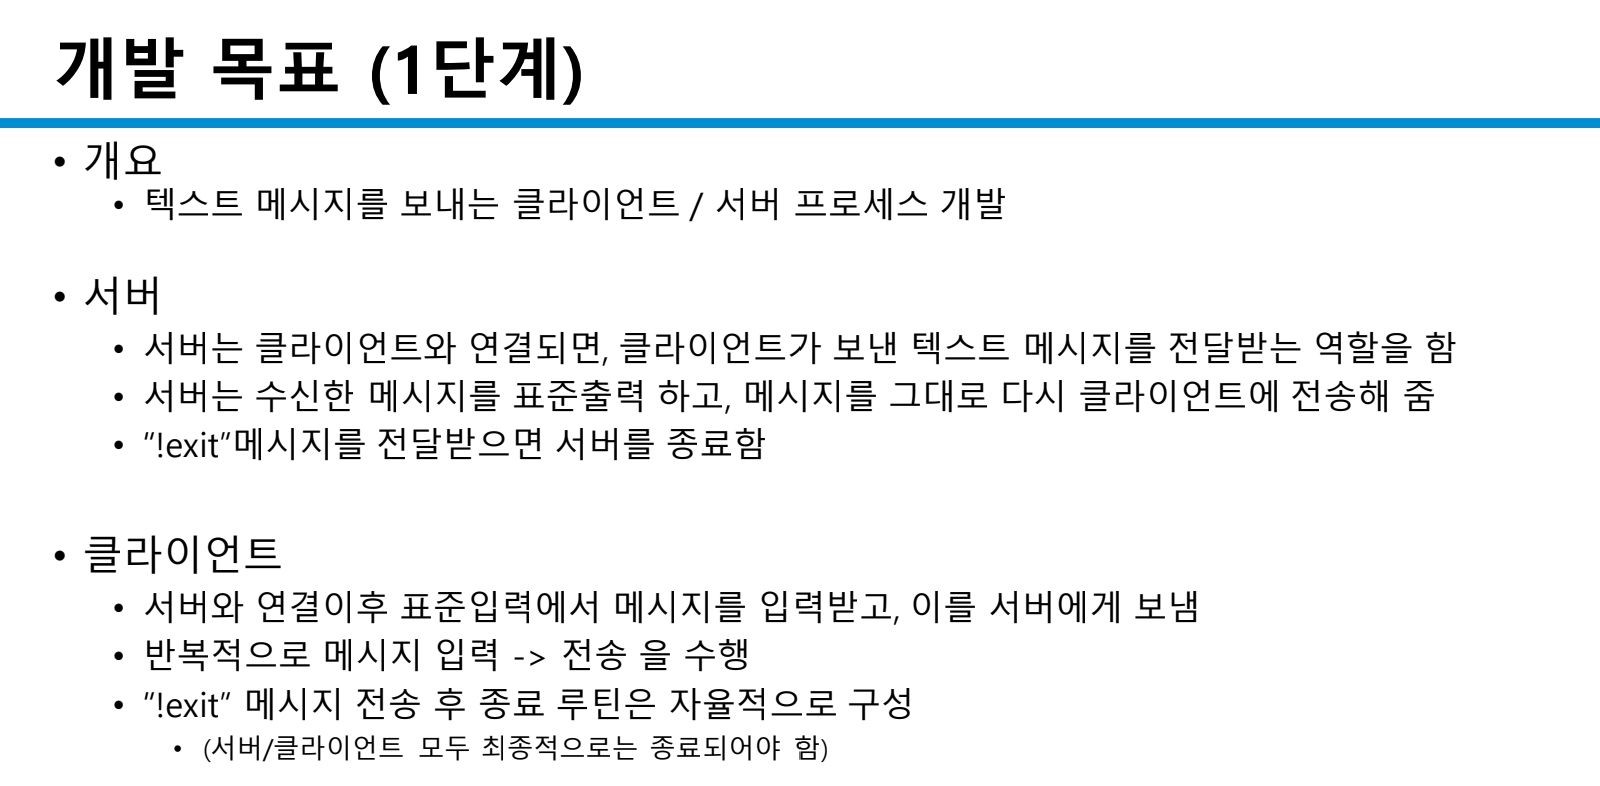 개발 목표 (1단계)
• 개요
• 텍스트 메시지를 보내는 클라이언트 / 서버 프로세스 개발
• 서버
• 서버는 클라이언트와 연결되면, 클라이언트가 보낸 텍스트 메시지를 전달받는 역할을 함
• 서버는 수신한 메시지를 표준출력 하고, 메시지를 그대로 다시 클라이언트에 전송해 줌
• “!exit”메시지를 전달받으면 서버를 종료함
• 클라이언트
• 서버와 연결이후 표준입력에서 메시지를 입력받고, 이를 서버에게 보냄
• 반복적으로 메시지 입력 -> 전송 을 수행
• “!exit” 메시지 전송 후 종료 루틴은 자율적으로 구성
• (서버/클라이언트 모두 최종적으로는 종료되어야 함)